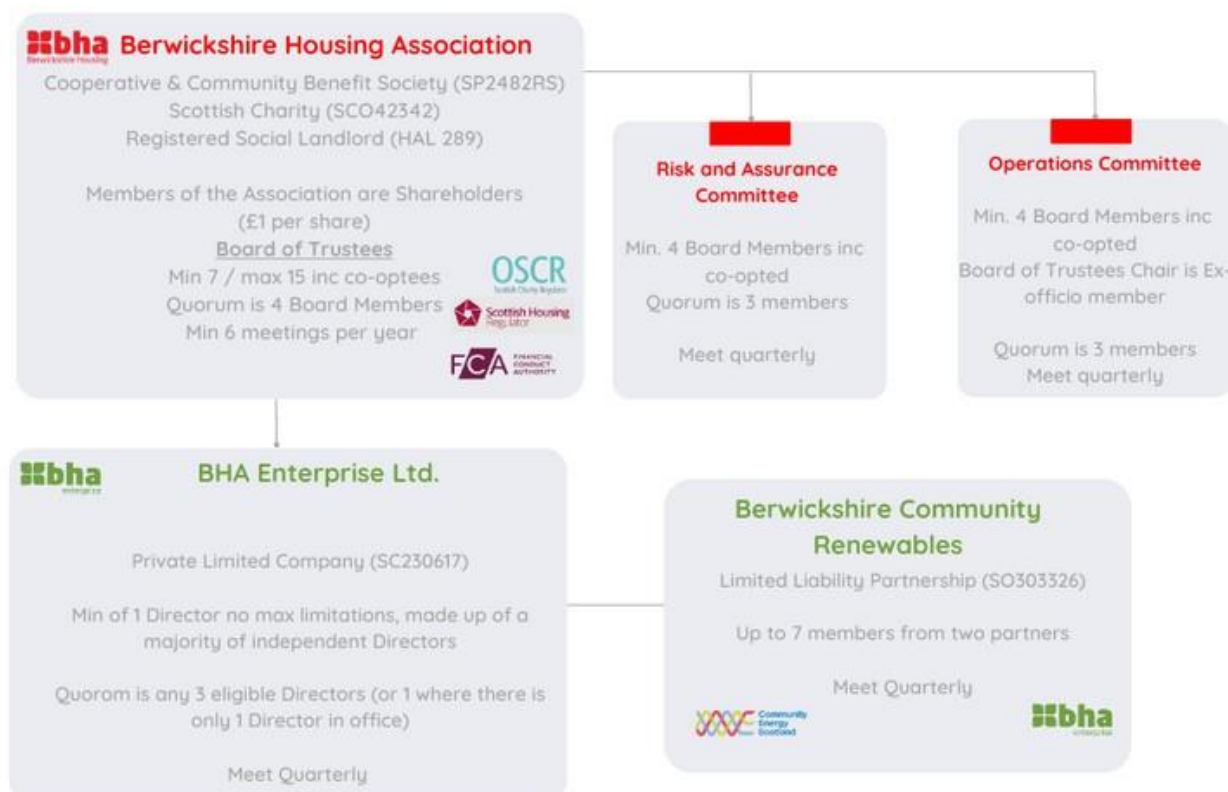 bha
Berwickshire Housing
Berwickshire Housing Association
Cooperative & Community Benefit Society (SP2482RS)
Scottish Charity (SCO42342)
Registered Social Landlord (HAL 289)
Members of the Association are Shareholders
(£1 per share)
Board of Trustees
Min 7 / max 15 inc co-optees
Quorum is 4 Board Members
Min 6 meetings per year
OSCR
Scottish Charity Regulator
Scottish Housing
Regulator
FCA
FINANCIAL
CONDUCT
AUTHORITY
Risk and Assurance
Committee
Min. 4 Board Members inc
co-opted
Quorum is 3 members
Meet quarterly
Operations Committee
Min. 4 Board Members inc
co-opted
Board of Trustees Chair is Ex-
officio member
Quorum is 3 members
Meet quarterly
bha
enterprise
BHA Enterprise Ltd.
Private Limited Company (SC230617)
Min of 1 Director no max limitations, made up of a
majority of independent Directors
Quorom is any 3 eligible Directors (or 1 where there is
only 1 Director in office)
Meet Quarterly
Berwickshire Community
Renewables
Limited Liability Partnership (SO303326)
Up to 7 members from two partners
Meet Quarterly
Community
Energy
Scotland
bha
enterprise